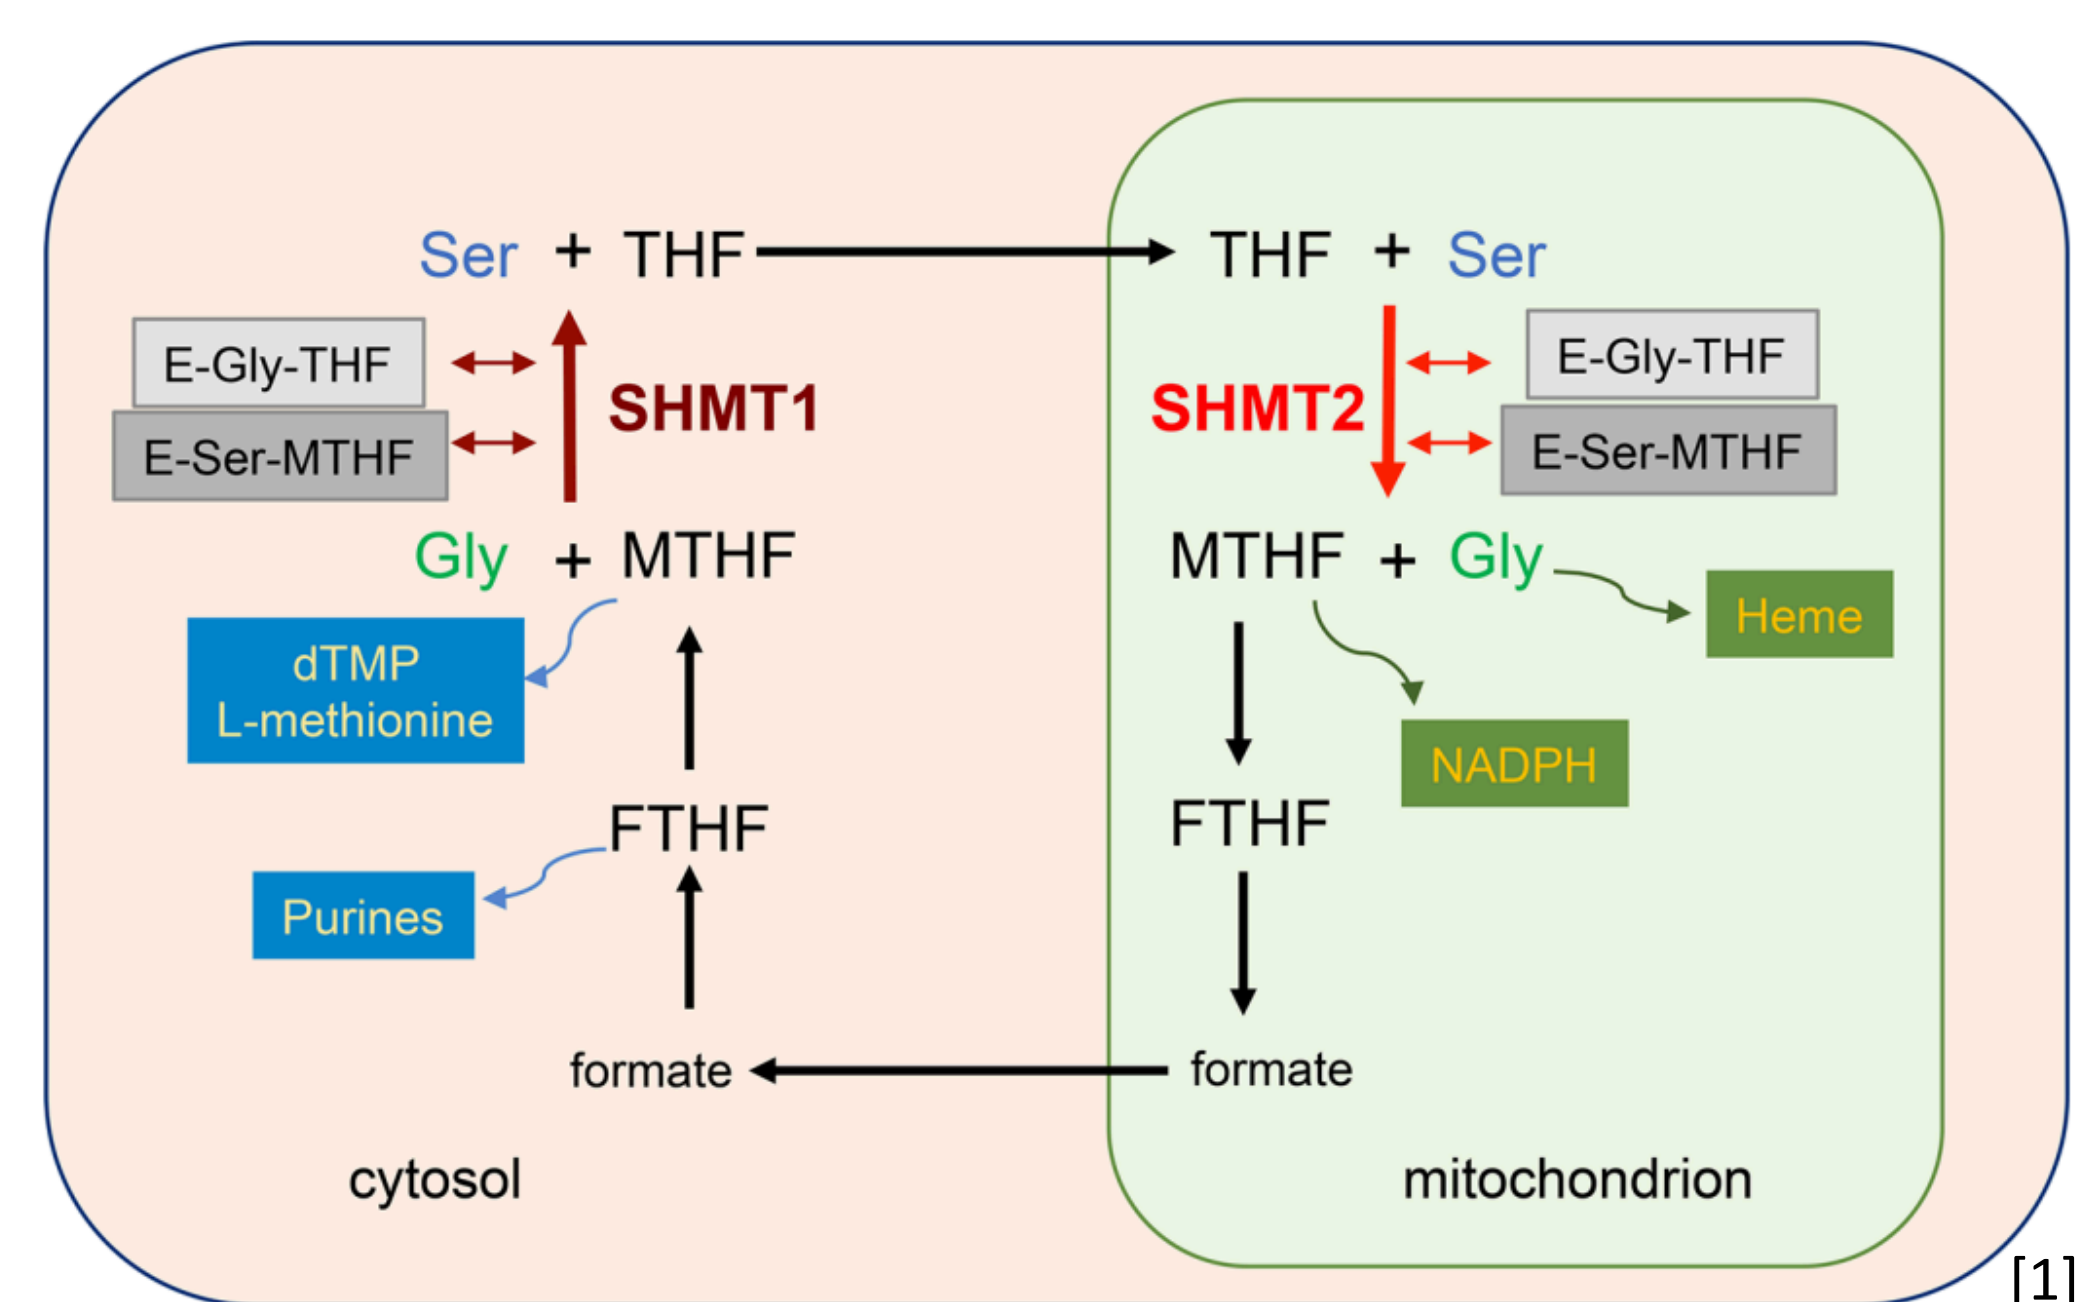 Ser + THF
THF + Ser
E-Gly-THF
E-Ser-MTHF
SHMT1
SHMT2
E-Gly-THF
E-Ser-MTHF
Gly + MTHF
MTHF + Gly
Heme
dTMP
L-methionine
NADPH
FTHF
FTHF
Purines
formate
formate
cytosol
mitochondrion
[1]